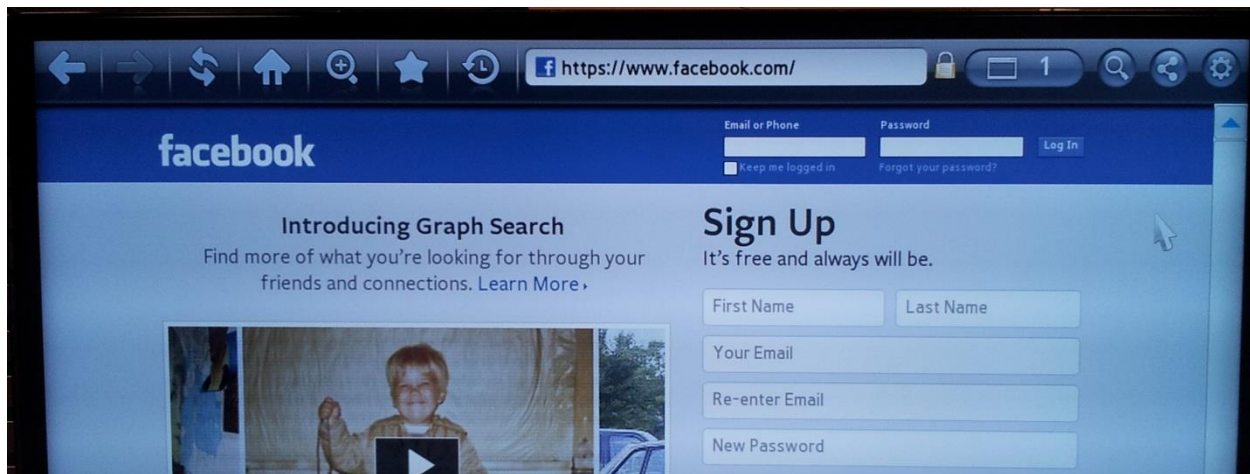 https://www.facebook.com/
1
facebook
Email or Phone
Password
Log In
Keep me logged in
Forgot your password?
Introducing Graph Search
Find more of what you're looking for through your
friends and connections. Learn More
Sign Up
It's free and always will be.
First Name
Last Name
Your Email
Re-enter Email
New Password